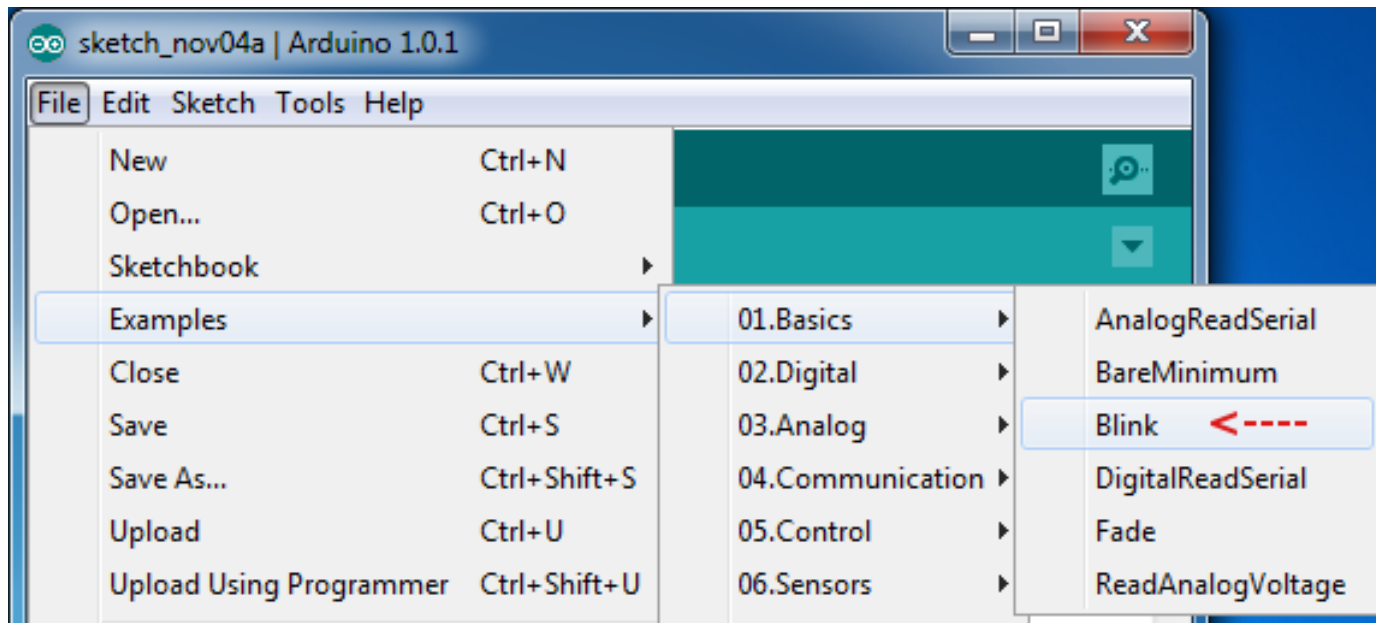 sketch_nov04a | Arduino 1.0.1
File Edit Sketch Tools Help
New Ctrl+N
Open... Ctrl+O
Sketchbook
Examples
Close Ctrl+W
Save Ctrl+S
Save As... Ctrl+Shift+S
Upload Ctrl+U
Upload Using Programmer Ctrl+Shift+U
01.Basics
02.Digital
03.Analog
04.Communication
05.Control
06.Sensors
AnalogReadSerial
BareMinimum
Blink <----
DigitalReadSerial
Fade
ReadAnalogVoltage